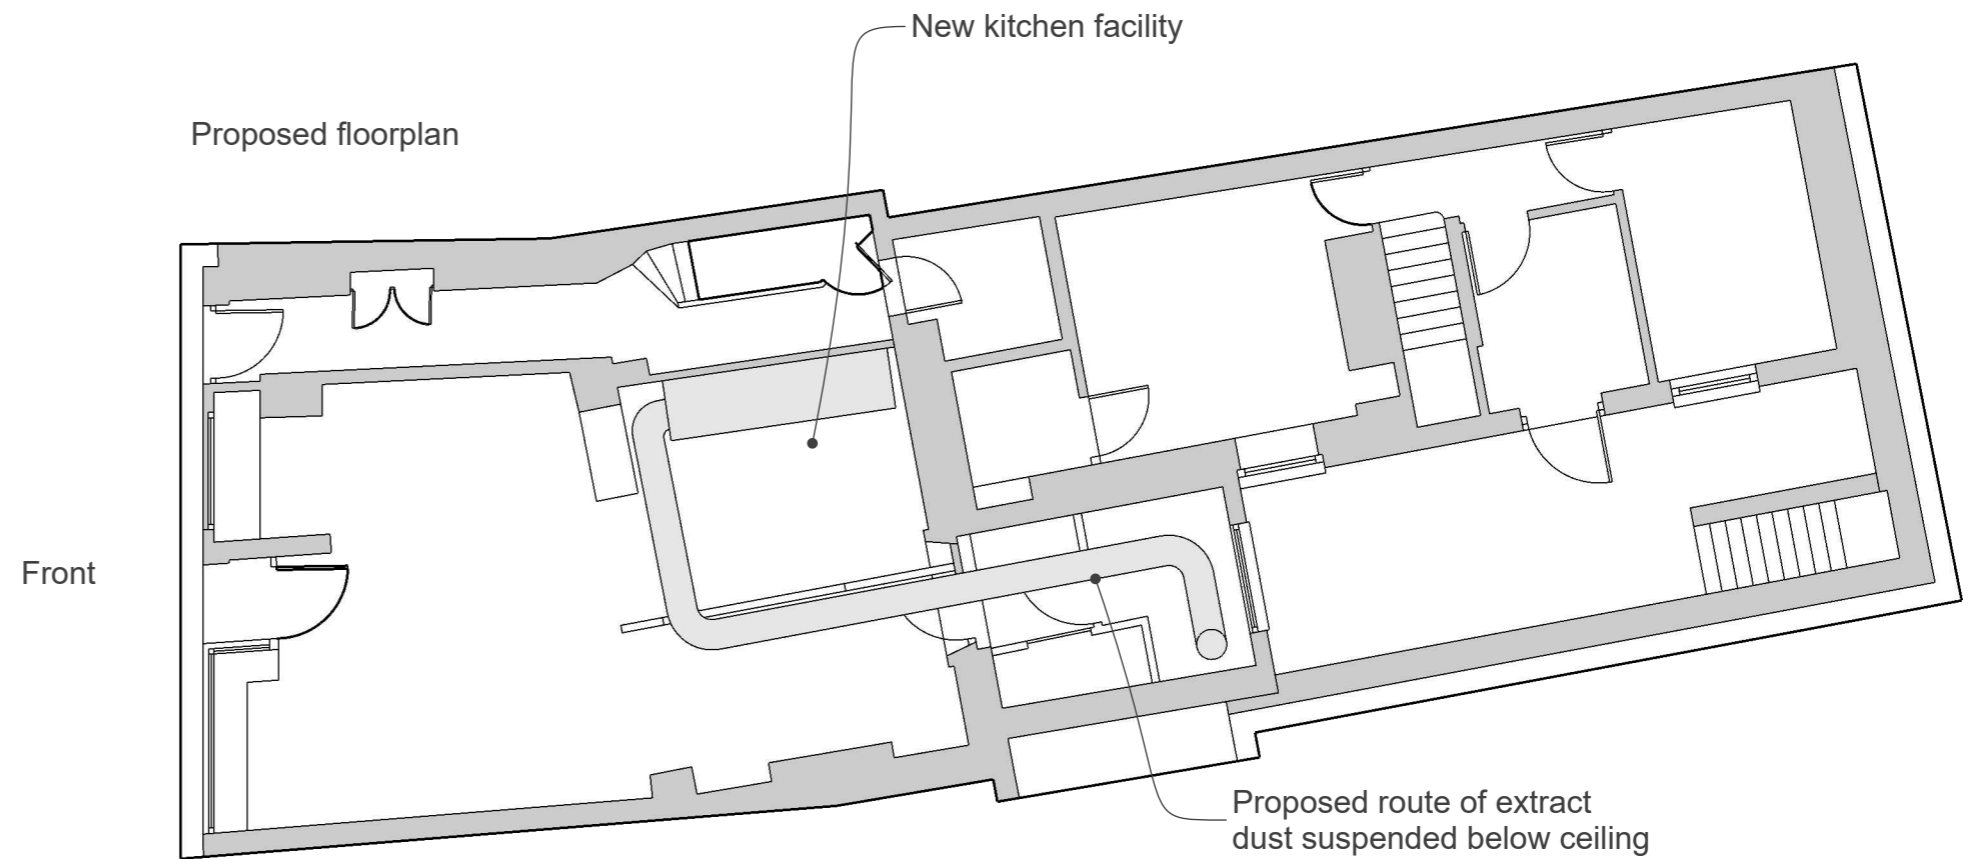 New kitchen facility
Proposed floorplan
Front
Proposed route of extract
dust suspended below ceiling